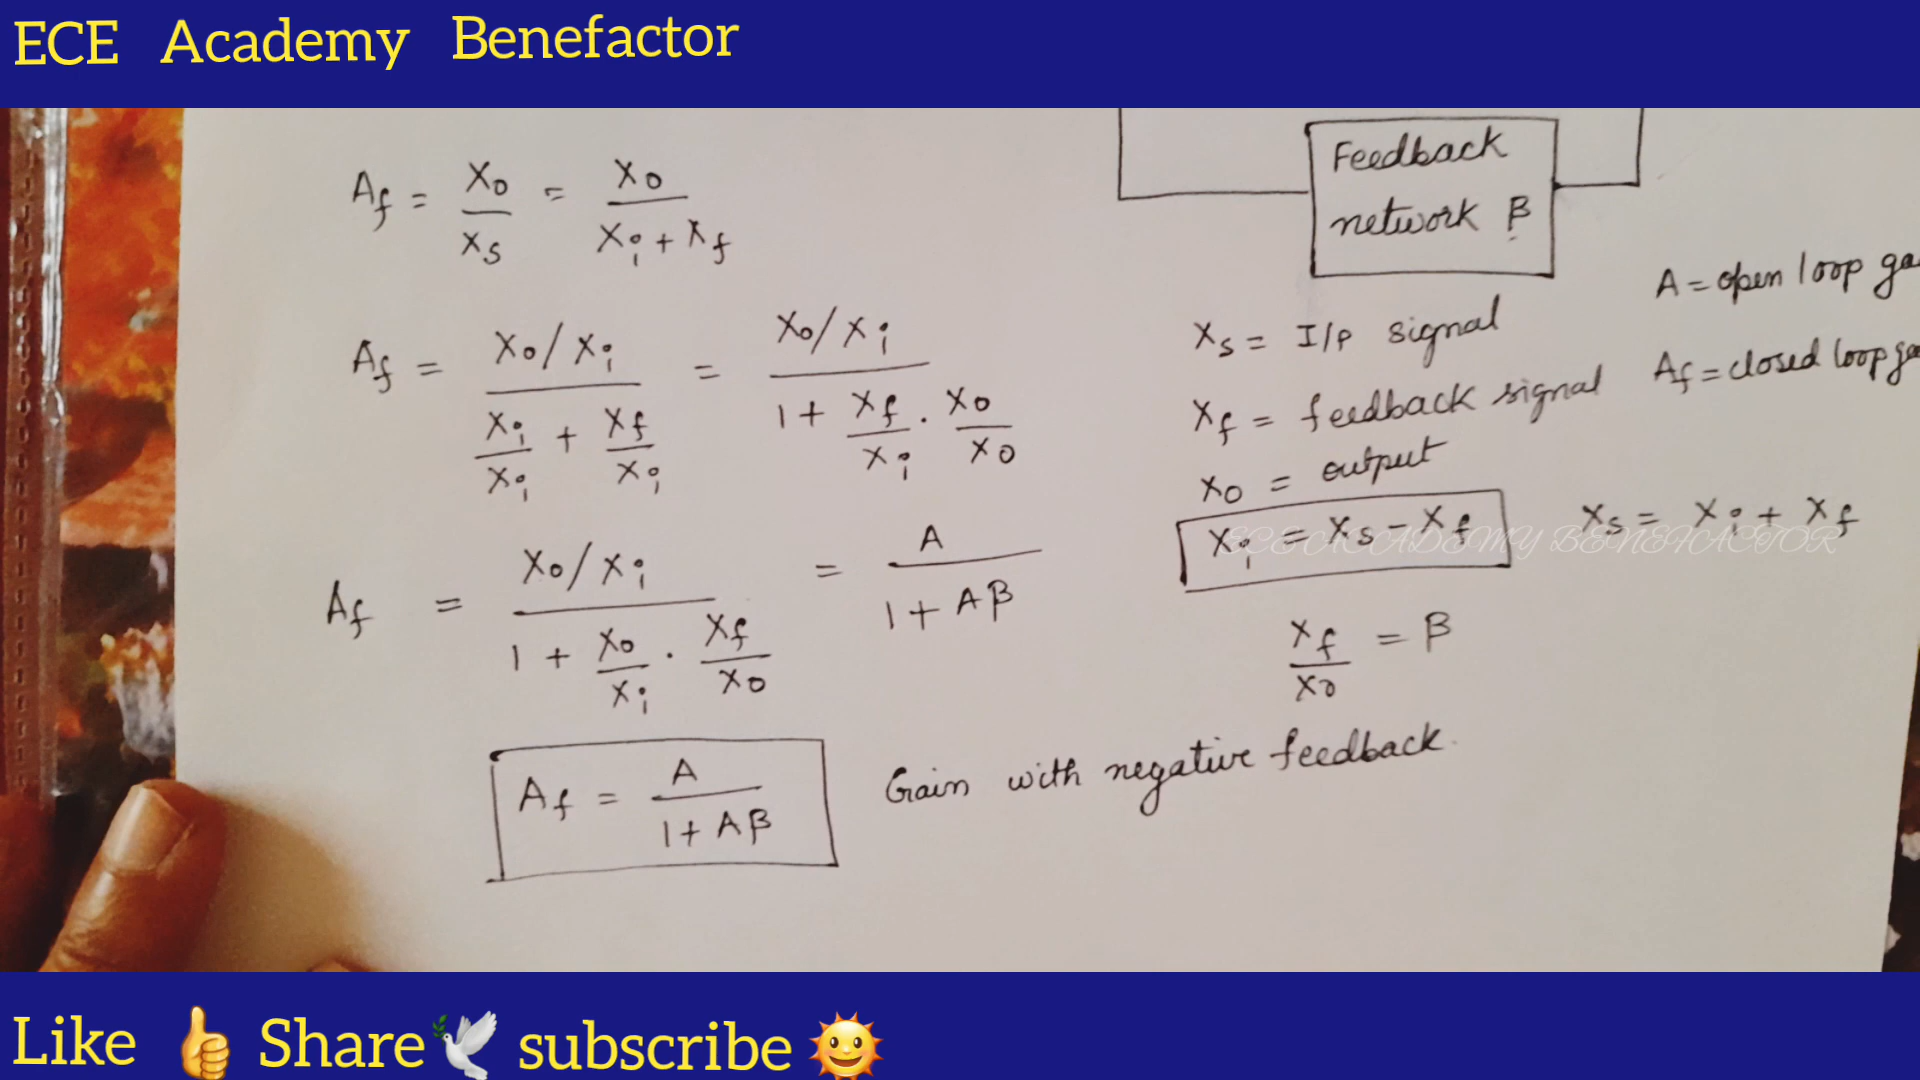 ECE Academy Benefactor
Feedback
network β
Af = Xo/Xs = Xo/(Xi + Xf)
A = open loop ga
Xs = I/P signal
Af = (Xo/Xi)/(Xi/Xi + Xf/Xi) = (Xo/Xi)/(1 + Xf/Xi . Xo/Xo)
Af = closed loop ga
Xf = feedback signal
Xo = output
Xi = Xs - Xf
Xs = Xi + Xf
ECE ACADEMY BENEFACTOR
Af = (Xo/Xi)/(1 + Xo/Xi . Xf/Xo) = A/(1 + Aβ)
Xf/Xo = β
Af = A/(1 + Aβ)
Gain with negative feedback.
Like 👍 Share 🕊 subscribe 🌞